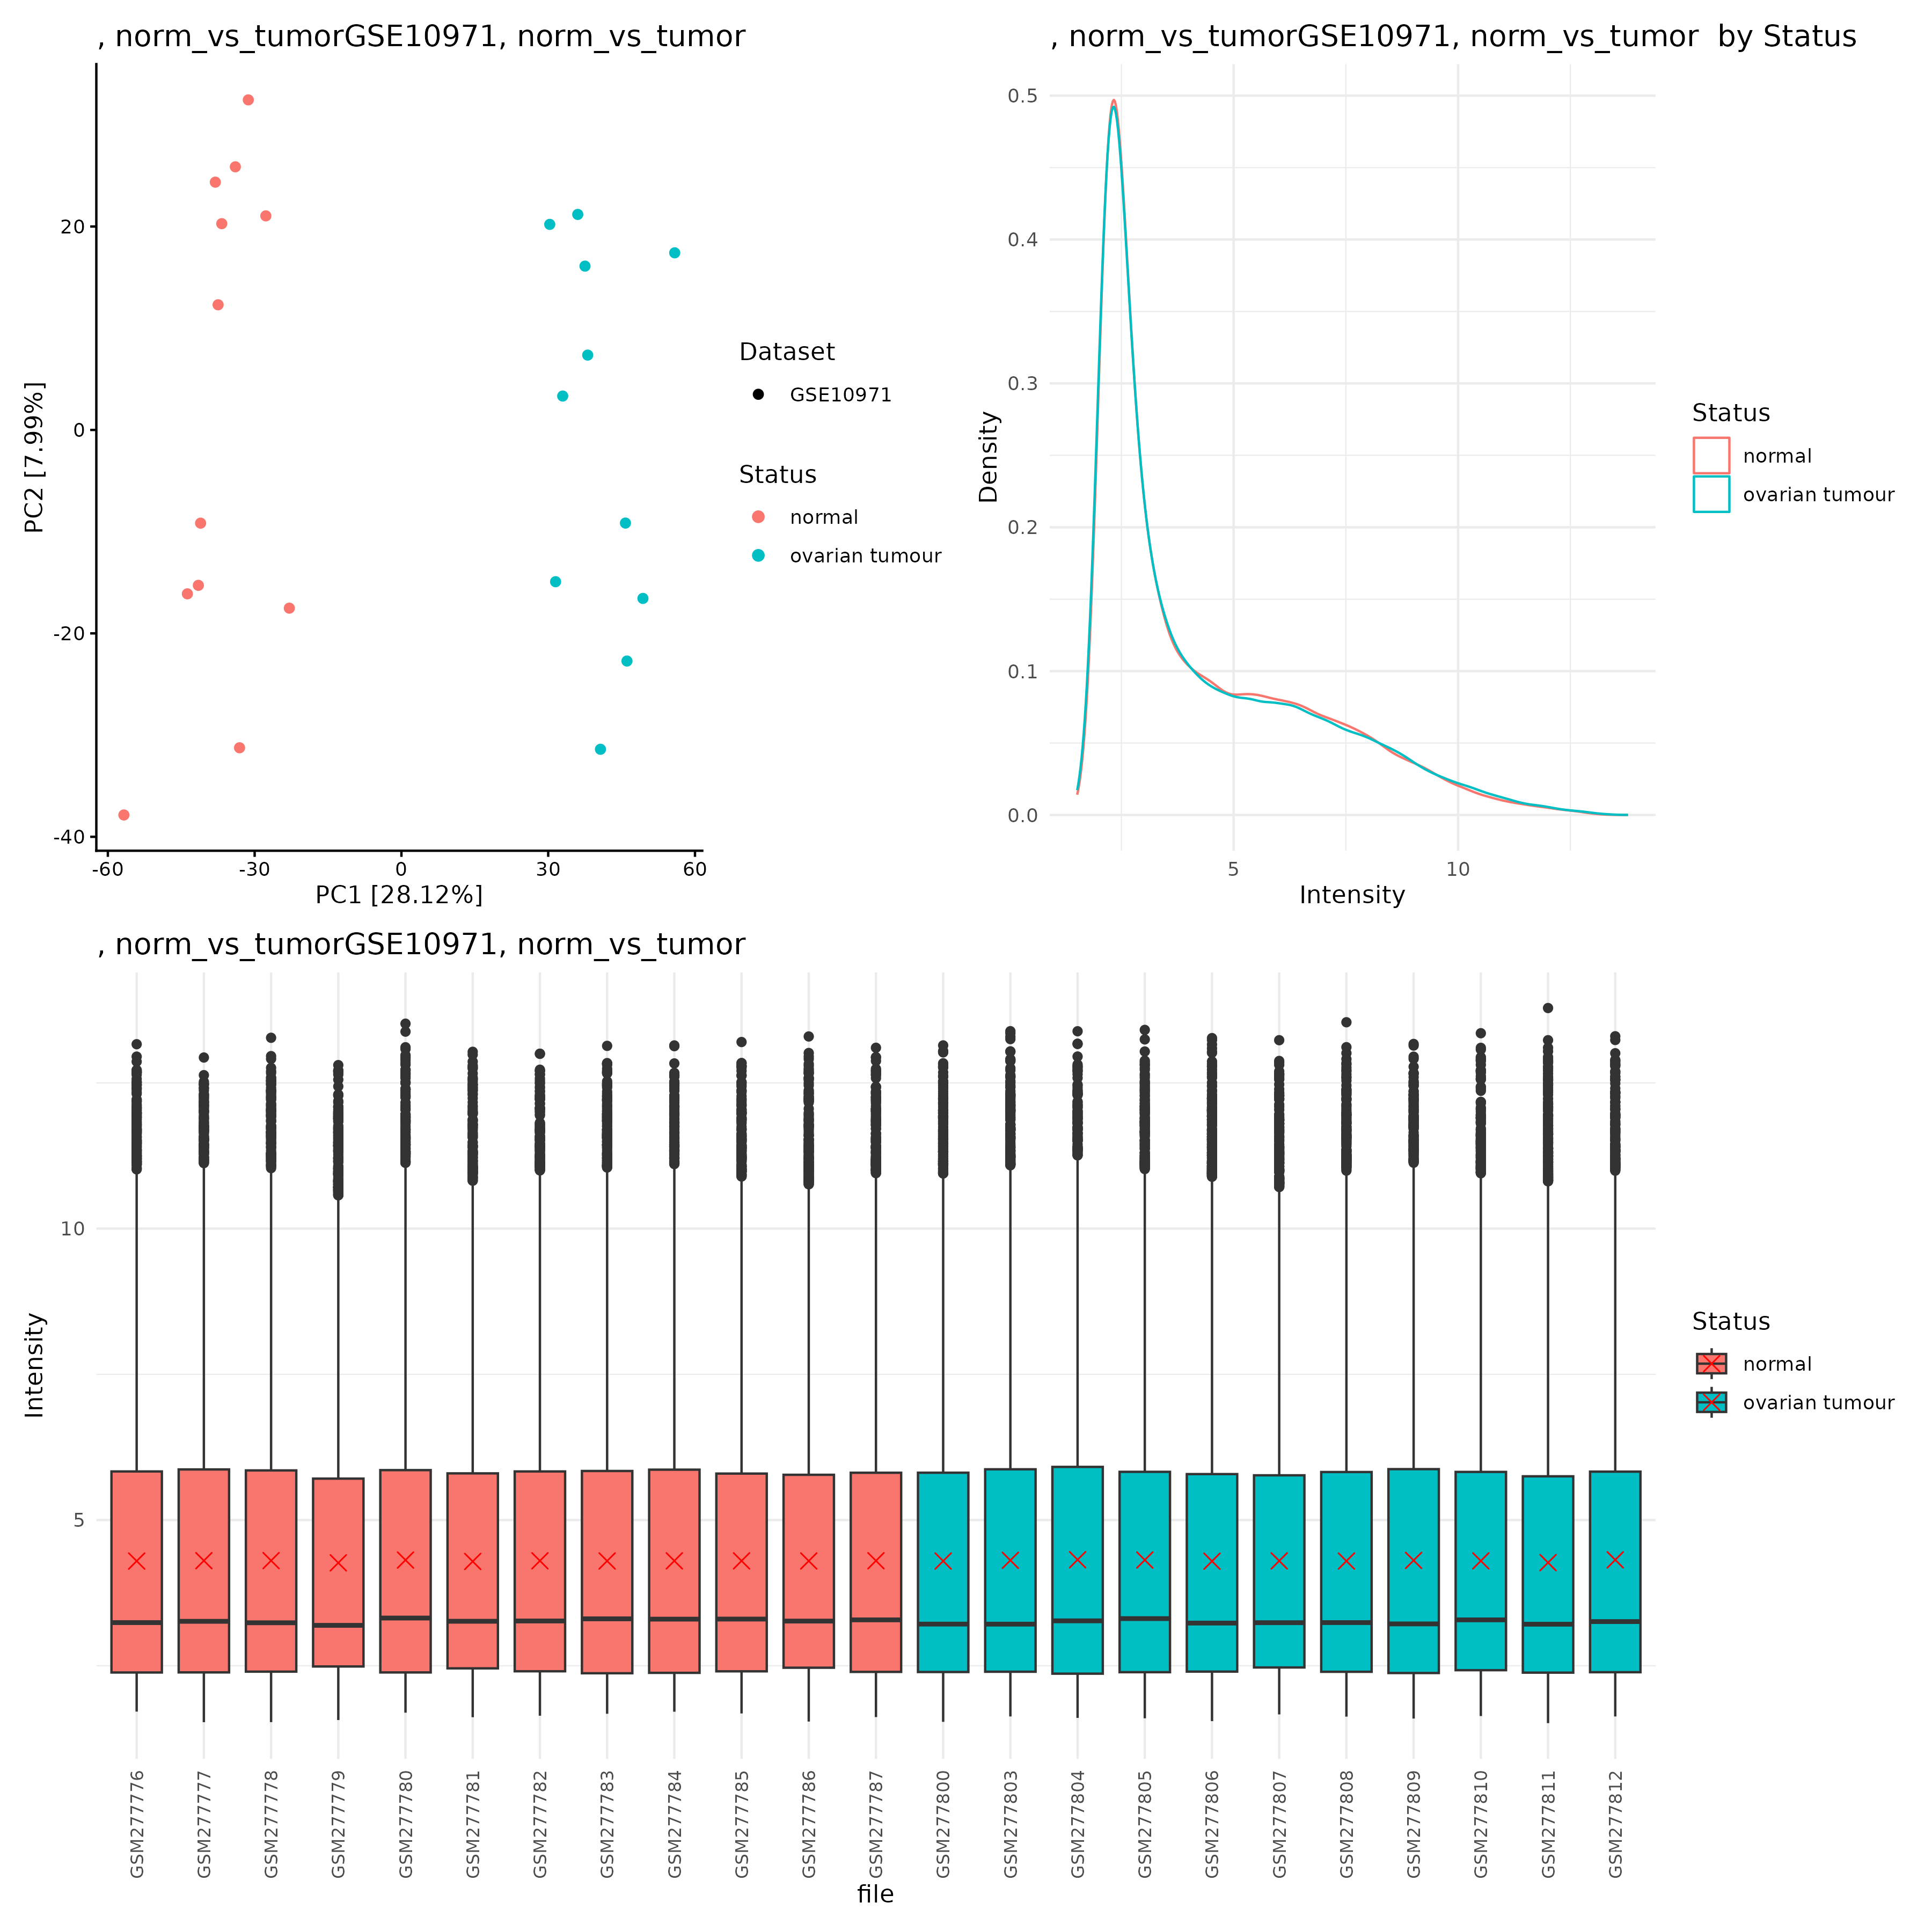 , norm_vs_tumorGSE10971, norm_vs_tumor
20
0
-20
-40
PC2 [7.99%]
-60
-30
0
30
60
PC1 [28.12%]
Dataset
GSE10971
Status
normal
ovarian tumour
, norm_vs_tumorGSE10971, norm_vs_tumor  by Status
0.5
0.4
0.3
0.2
0.1
0.0
Density
5
10
Intensity
Status
normal
ovarian tumour
, norm_vs_tumorGSE10971, norm_vs_tumor
10
5
Intensity
GSM277776
GSM277777
GSM277778
GSM277779
GSM277780
GSM277781
GSM277782
GSM277783
GSM277784
GSM277785
GSM277786
GSM277787
GSM277800
GSM277803
GSM277804
GSM277805
GSM277806
GSM277807
GSM277808
GSM277809
GSM277810
GSM277811
GSM277812
file
Status
normal
ovarian tumour